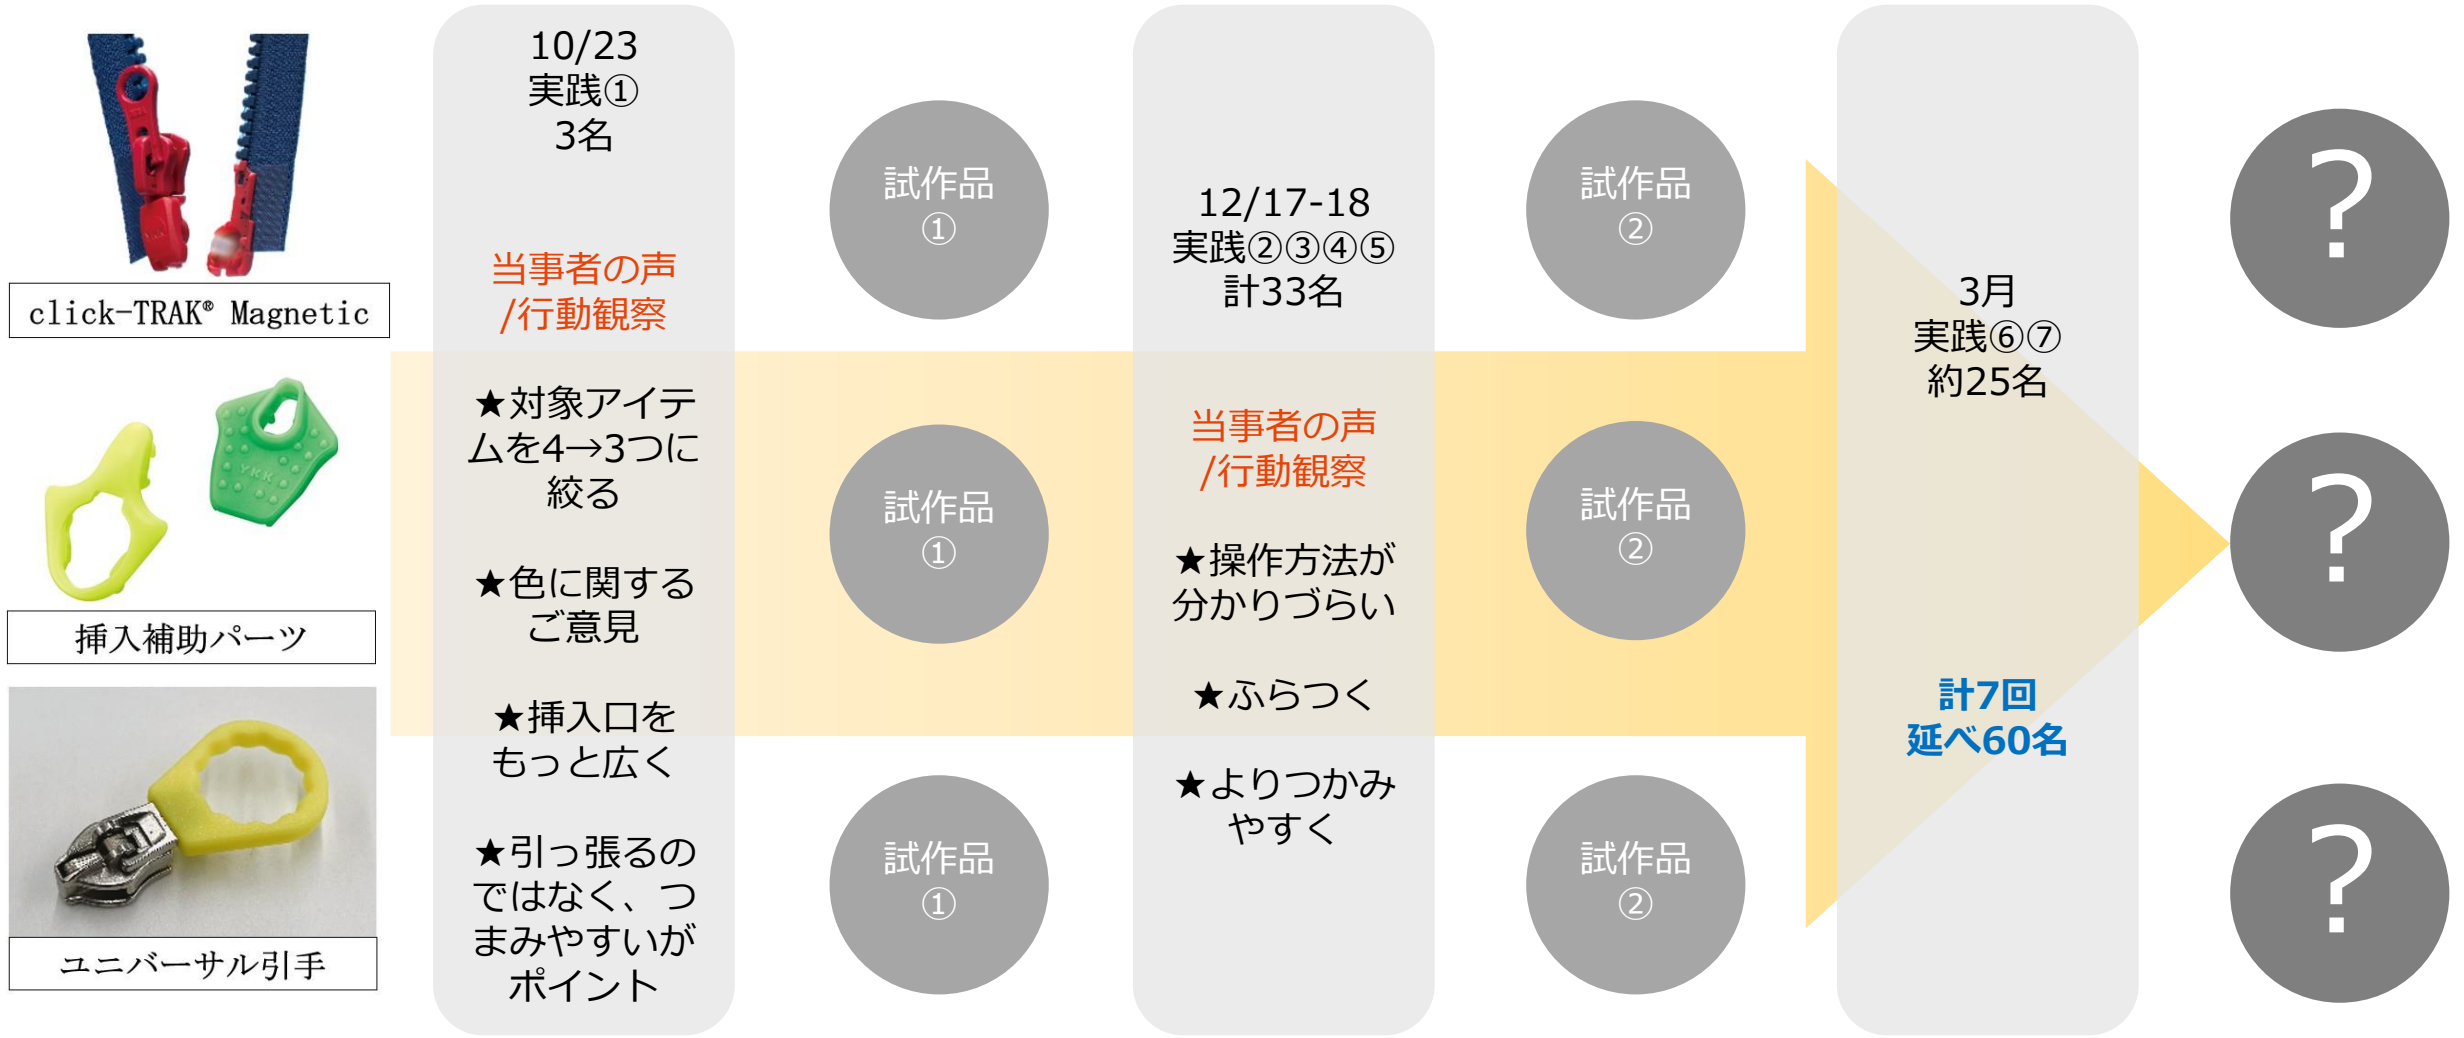 click-TRAK® Magnetic
YKK
挿入補助パーツ
ユニバーサル引手
10/23
実践①
3名
当事者の声
/行動観察
★対象アイテ
ムを4→3つに
絞る
★色に関する
ご意見
★挿入口を
もっと広く
★引っ張るの
ではなく、つ
まみやすいが
ポイント
試作品
①
試作品
①
試作品
①
12/17-18
実践②③④⑤
計33名
当事者の声
/行動観察
★操作方法が
分かりづらい
★ふらつく
★よりつかみ
やすく
試作品
②
試作品
②
試作品
②
3月
実践⑥⑦
約25名
計7回
延べ60名
?
?
?